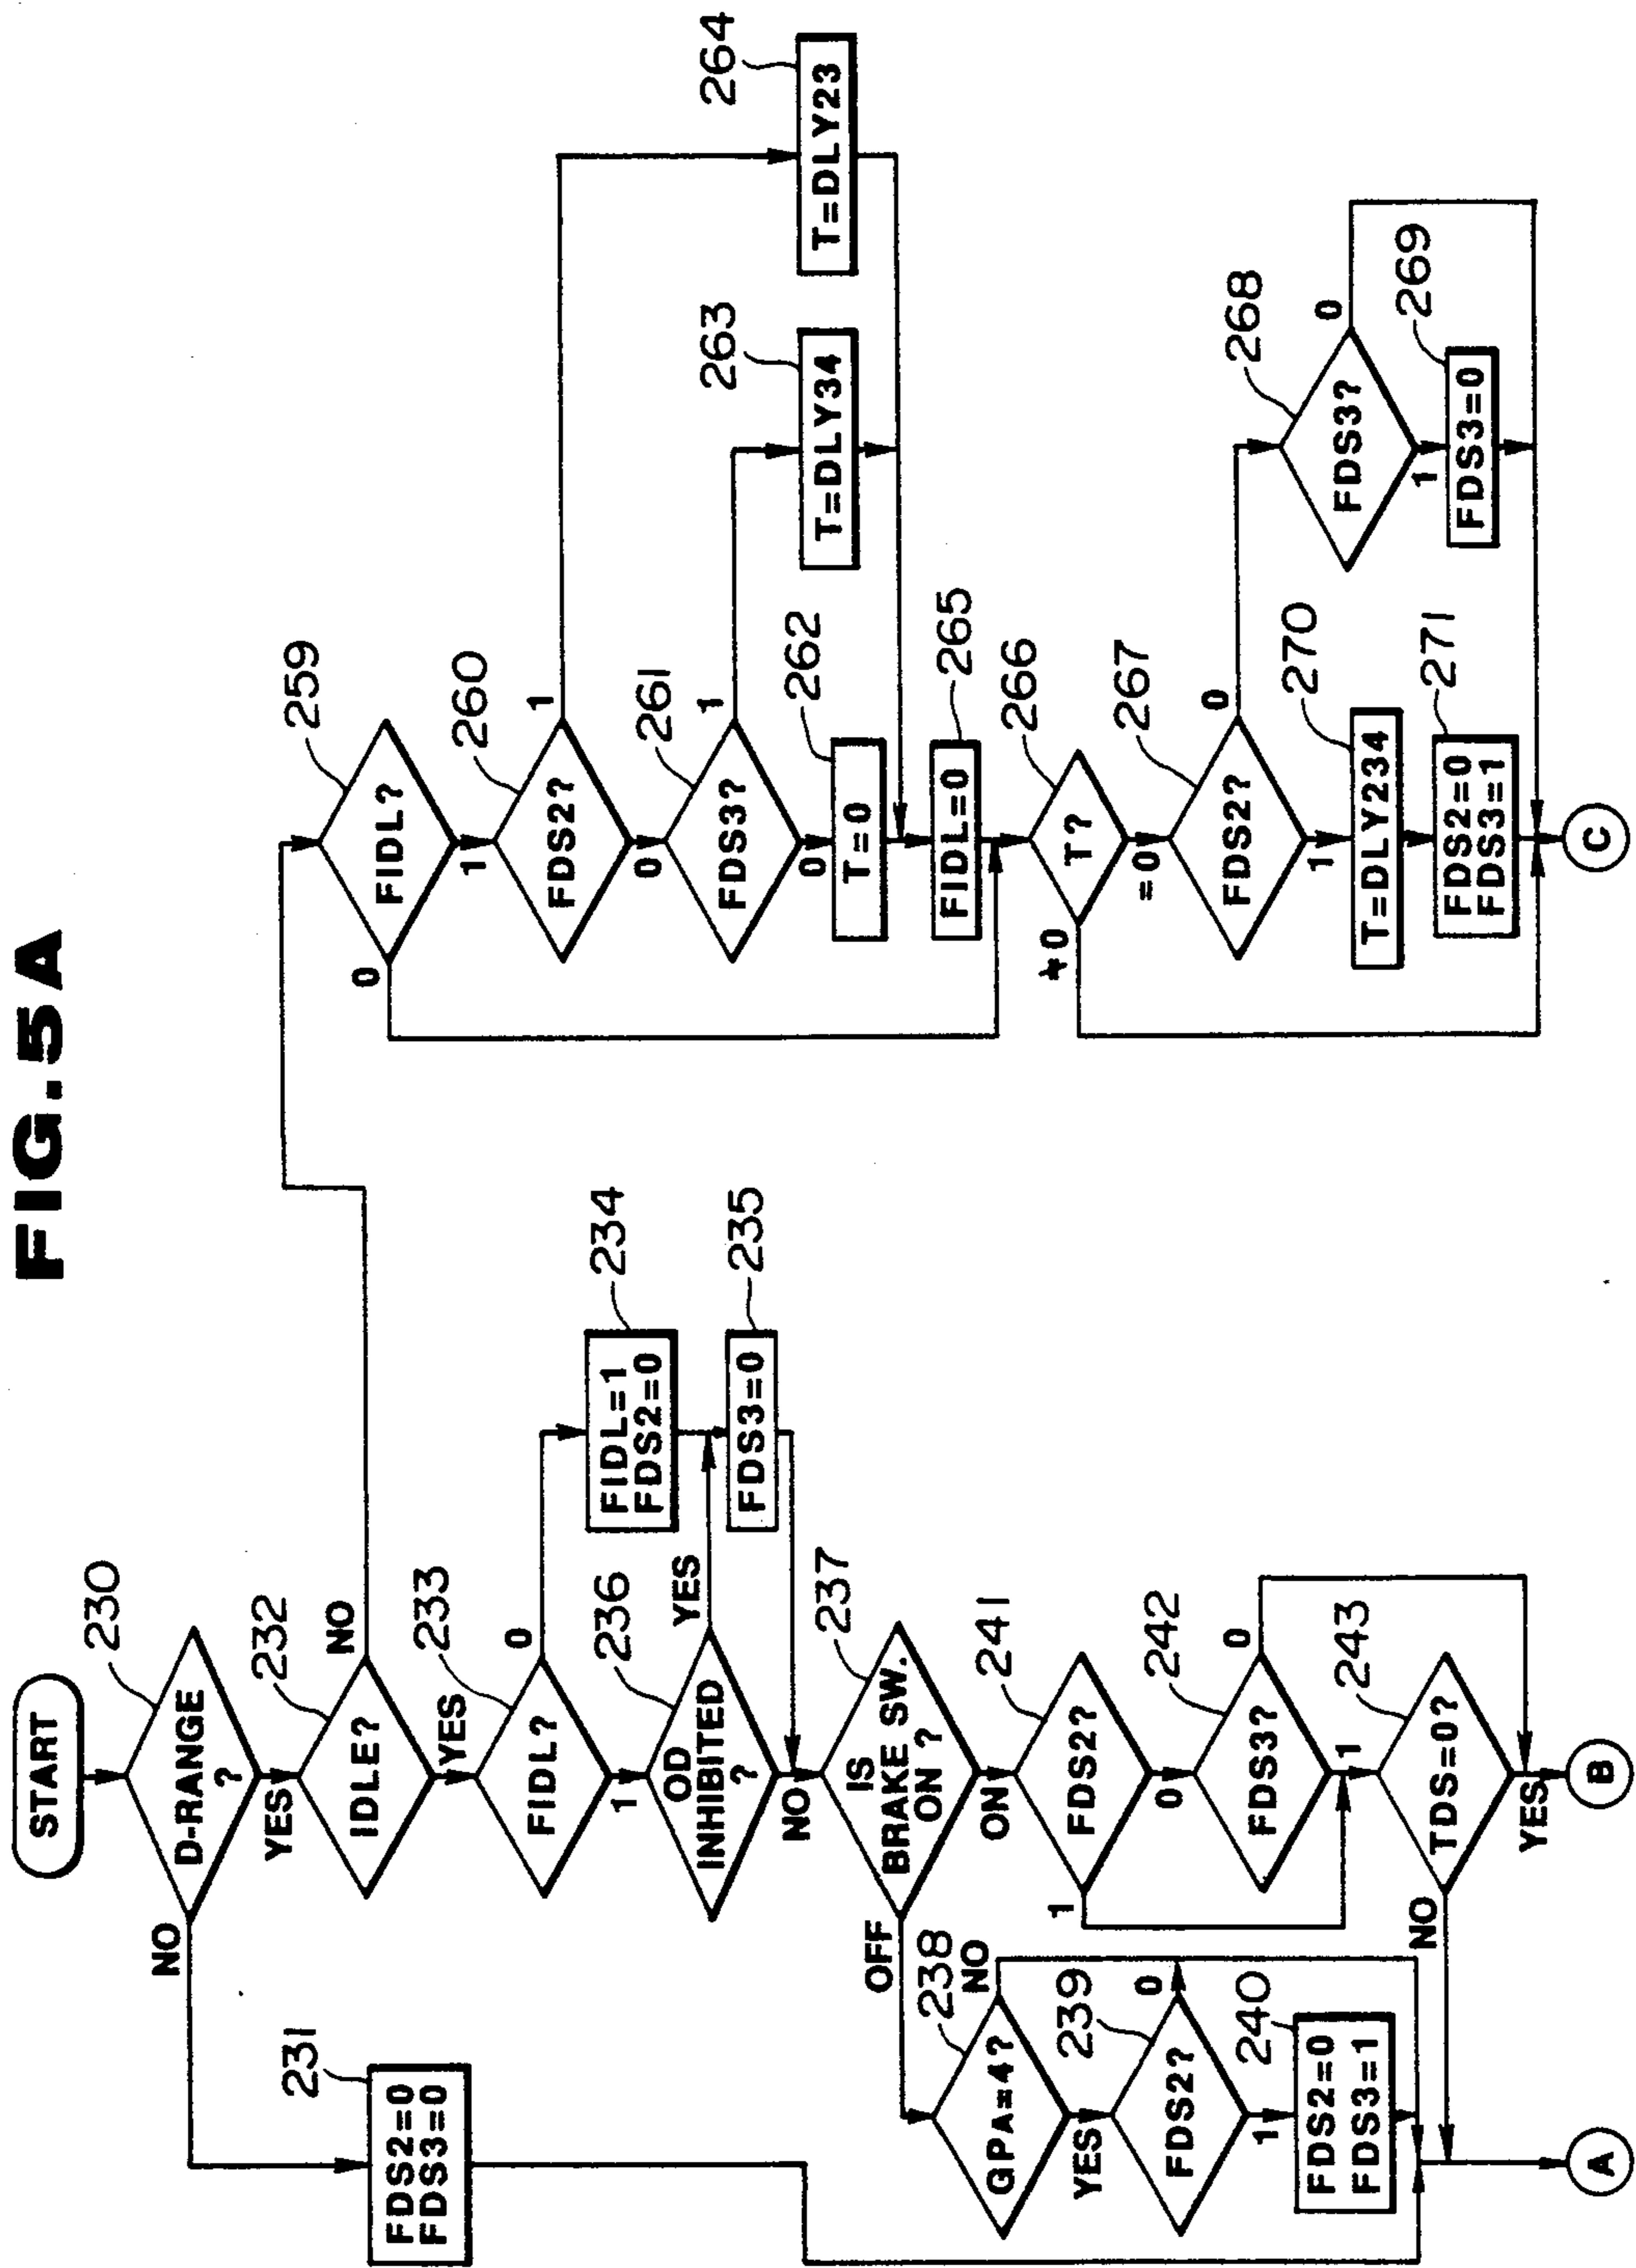 FIG. 5A
START
230
D-RANGE
?
NO
YES
231
FDS2=0
FDS3=0
232
IDLE?
NO
YES
233
FIDL?
0
1
234
FIDL=1
FDS2=0
235
FDS3=0
236
OD
INHIBITED
?
YES
NO
237
IS
BRAKE SW.
ON ?
OFF
ON
238
GPA=4?
NO
YES
239
FDS2?
0
1
240
FDS2=0
FDS3=1
241
FDS2?
1
0
242
FDS3?
0
1
243
TDS=0?
NO
YES
A
B
259
FIDL?
0
1
260
FDS2?
1
0
261
FDS3?
1
0
262
T=0
263
T=DLY34
264
T=DLY23
265
FIDL=0
266
T?
≠0
=0
267
FDS2?
0
1
268
FDS3?
0
1
269
FDS3=0
270
T=DLY234
271
FDS2=0
FDS3=1
C